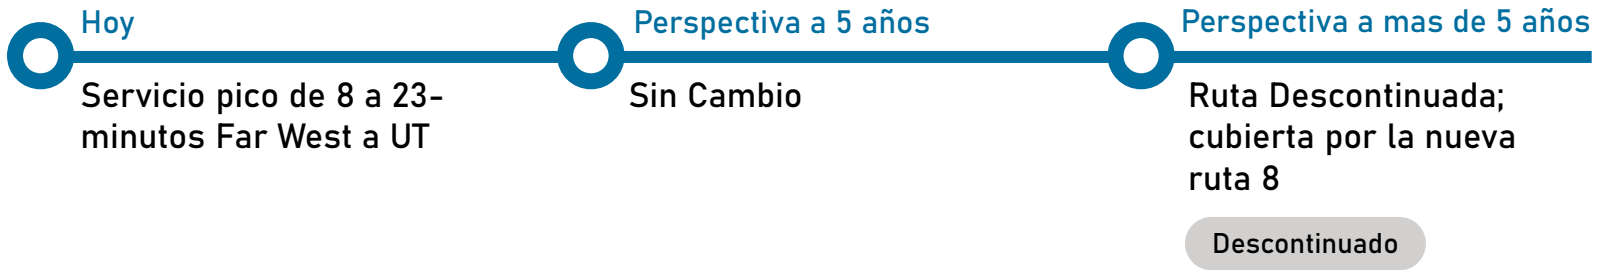 Hoy
Servicio pico de 8 a 23-
minutos Far West a UT
Perspectiva a 5 años
Sin Cambio
Perspectiva a mas de 5 años
Ruta Descontinuada;
cubierta por la nueva
ruta 8
Descontinuado